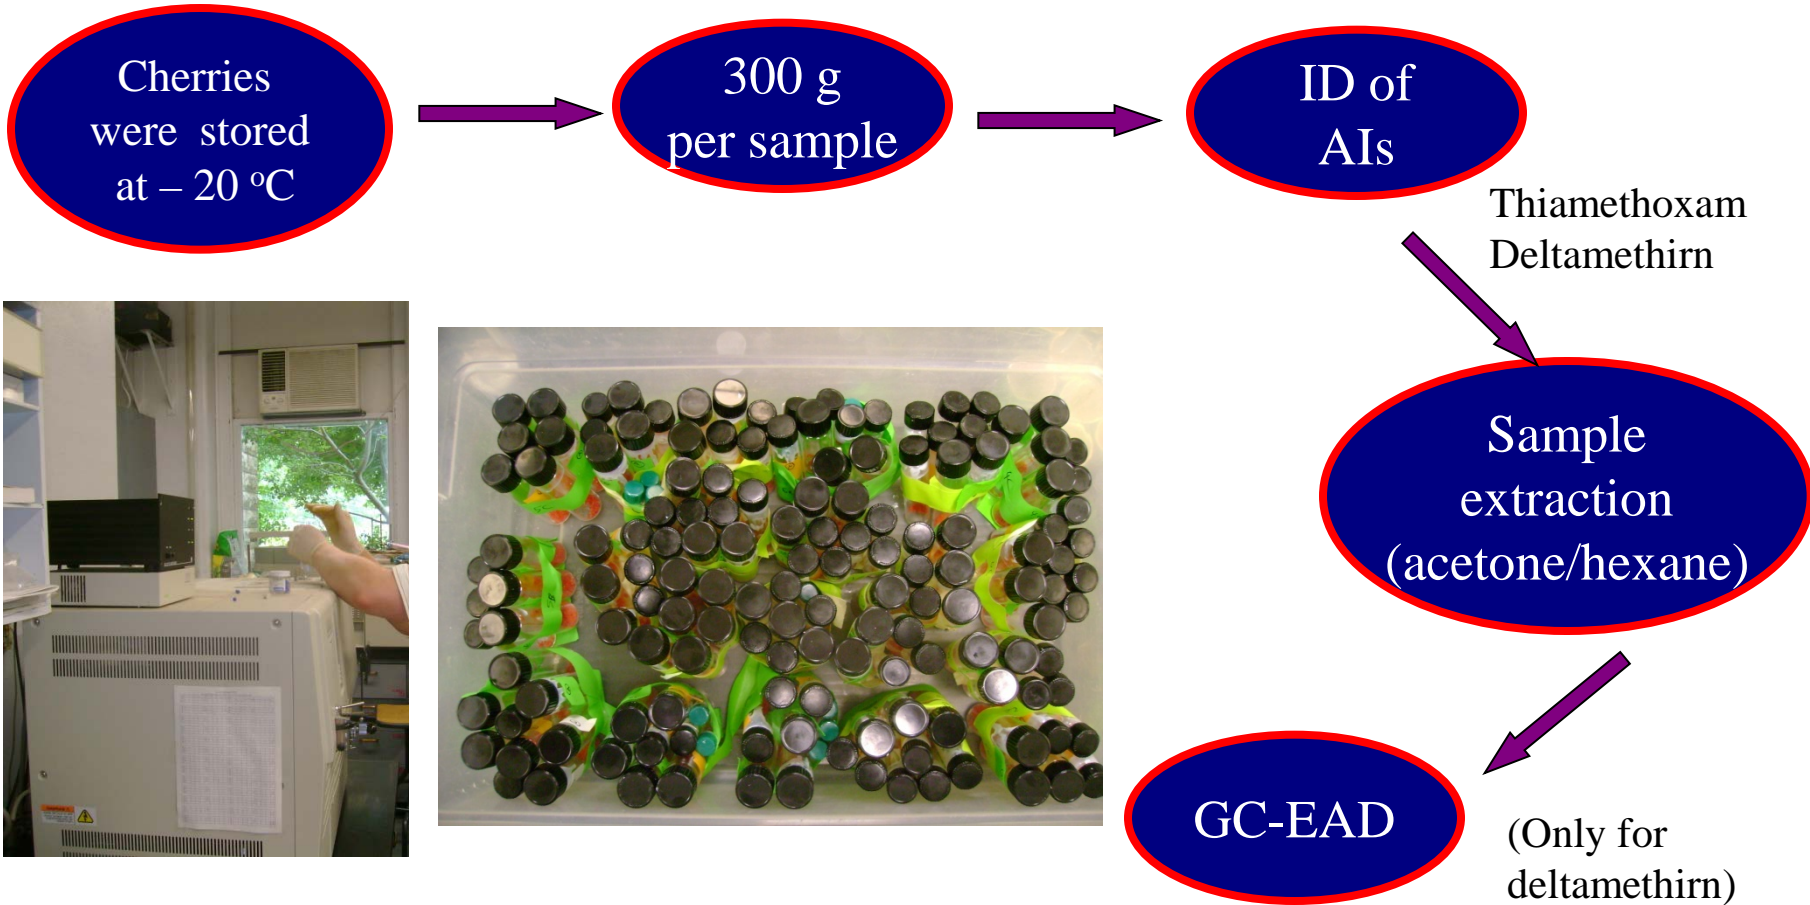 Cherries
were stored
at – 20 ºC
300 g
per sample
ID of
AIs
Thiamethoxam
Deltamethirn
Sample
extraction
(acetone/hexane)
GC-EAD
(Only for
deltamethirn)